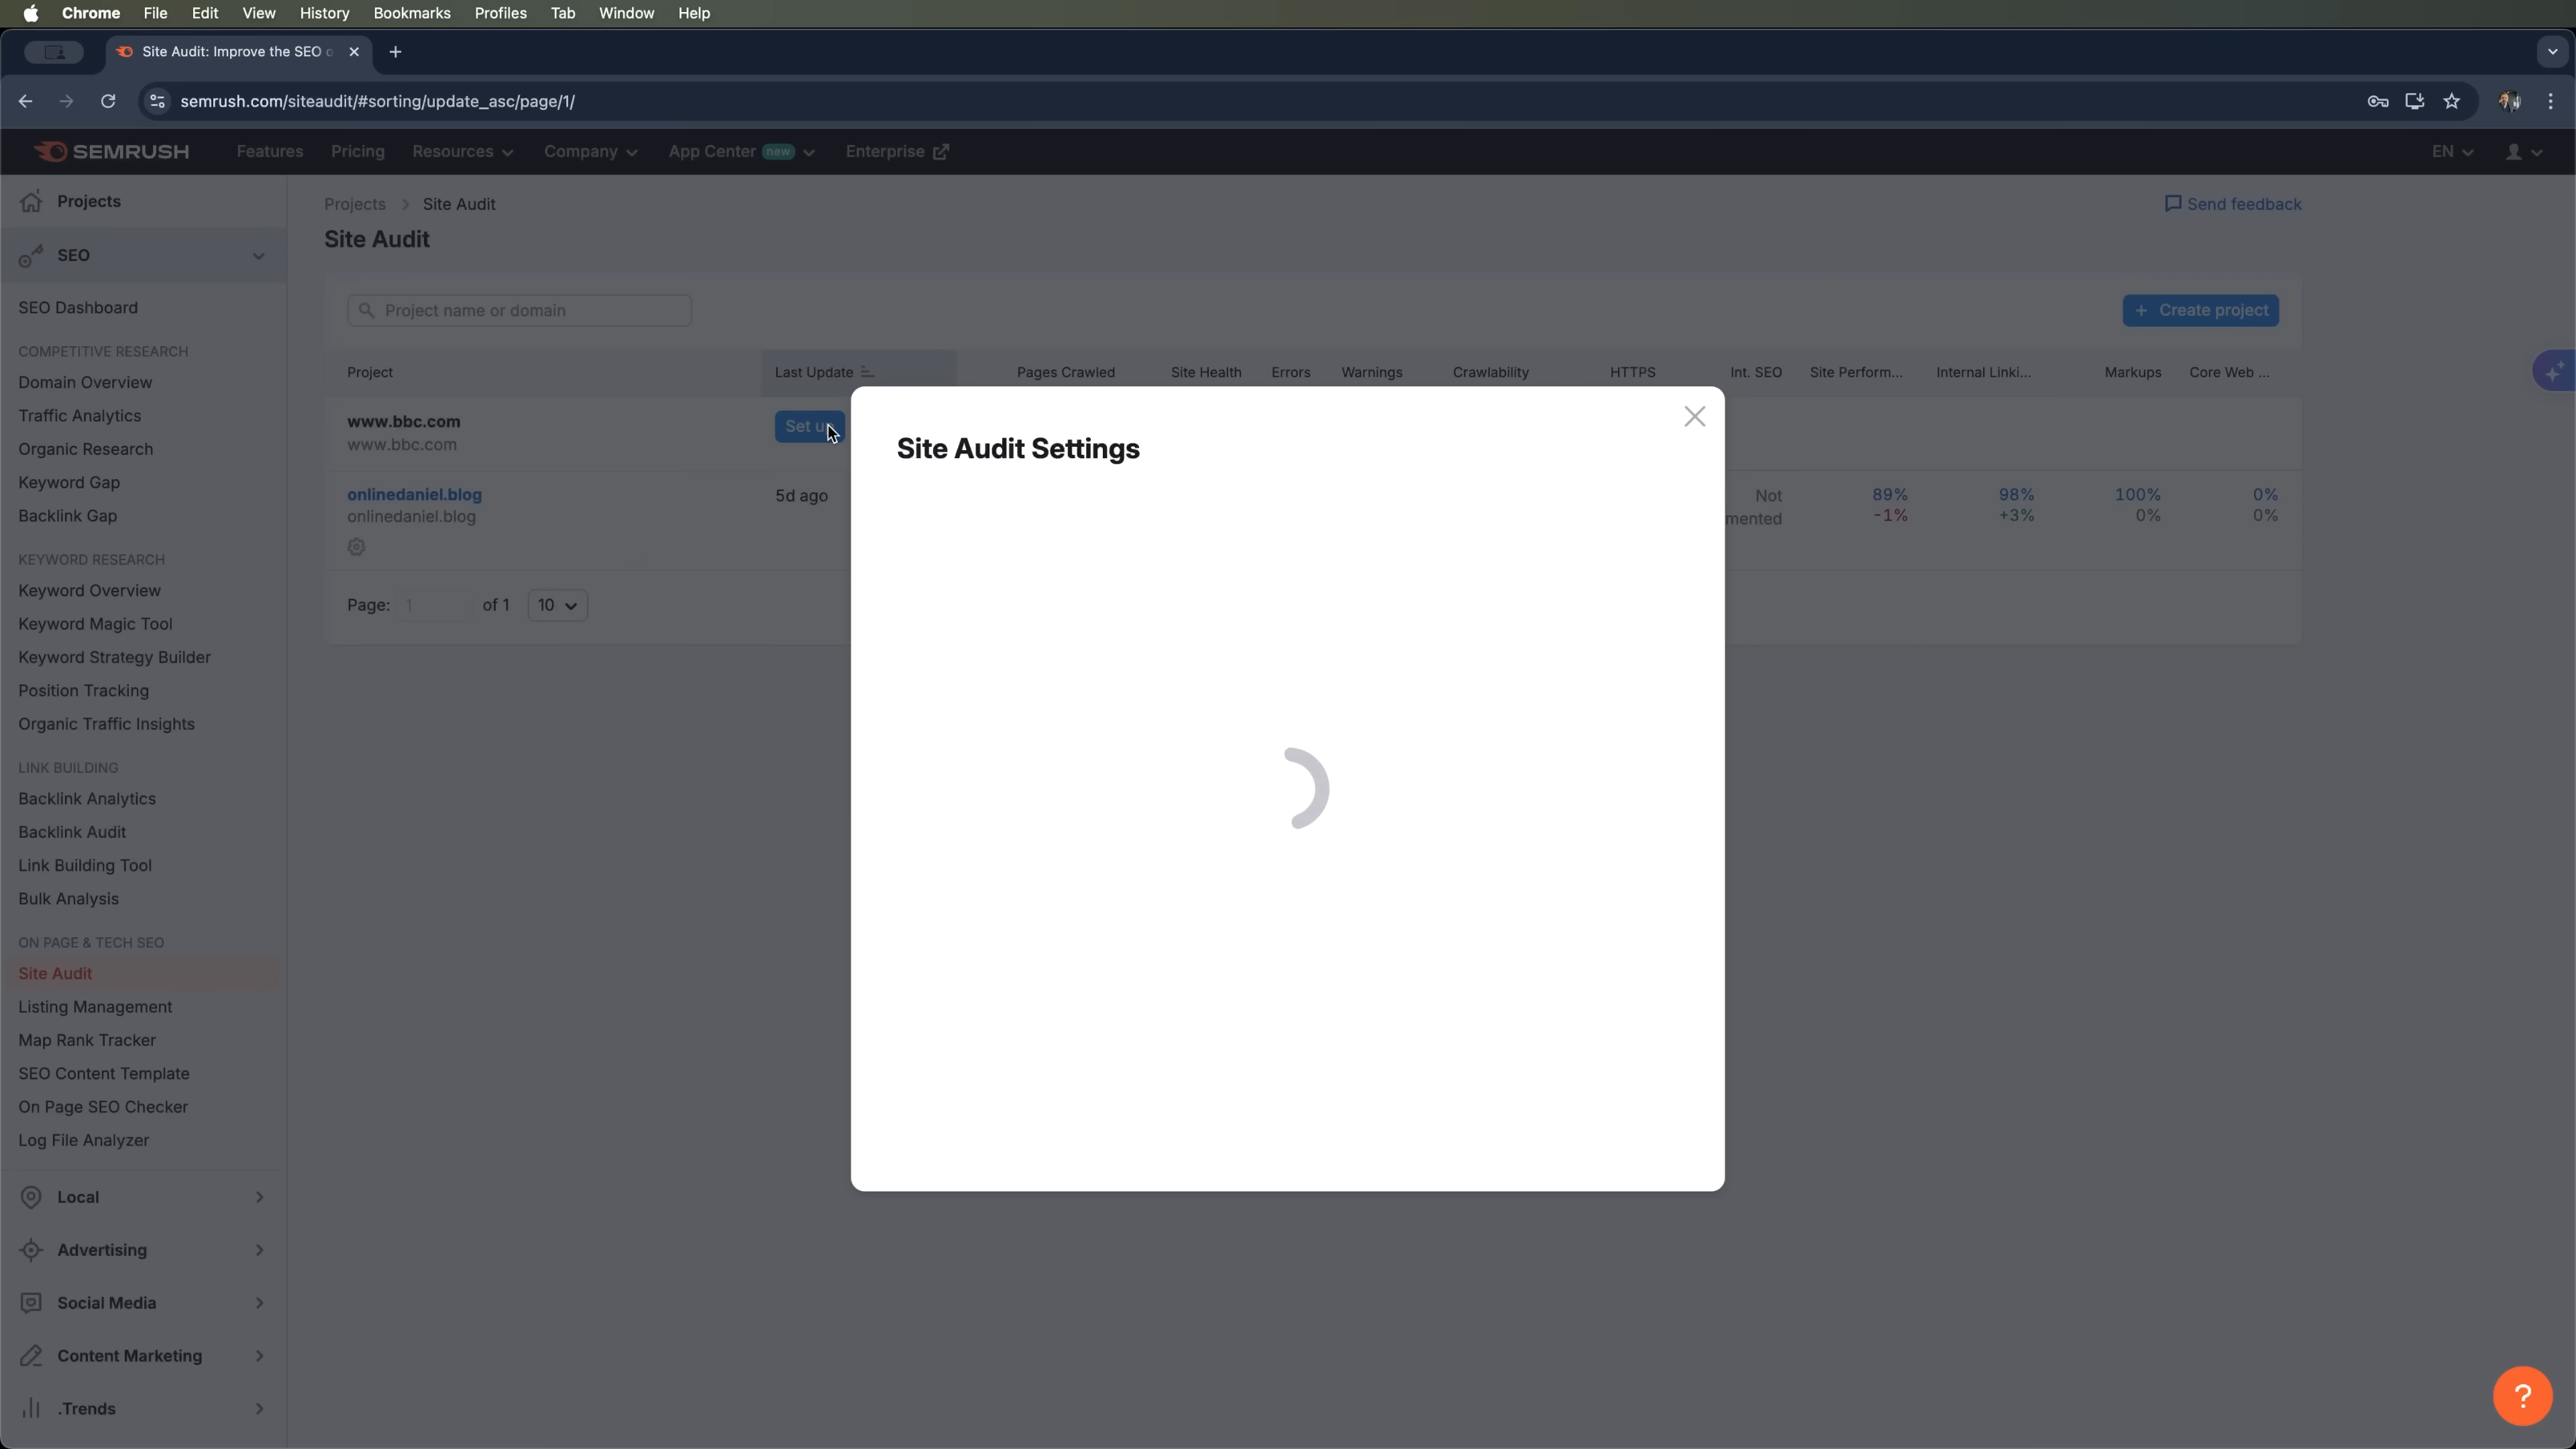 Chrome File Edit View History Bookmarks Profiles Tab Window Help
Site Audit: Improve the SEO
semrush.com/siteaudit/#sorting/update_asc/page/1/
SEMRUSH Features Pricing Resources Company App Center new Enterprise EN
Projects
SEO
SEO Dashboard
COMPETITIVE RESEARCH
Domain Overview
Traffic Analytics
Organic Research
Keyword Gap
Backlink Gap
KEYWORD RESEARCH
Keyword Overview
Keyword Magic Tool
Keyword Strategy Builder
Position Tracking
Organic Traffic Insights
LINK BUILDING
Backlink Analytics
Backlink Audit
Link Building Tool
Bulk Analysis
ON PAGE & TECH SEO
Site Audit
Listing Management
Map Rank Tracker
SEO Content Template
On Page SEO Checker
Log File Analyzer
Local
Advertising
Social Media
Content Marketing
.Trends
Projects > Site Audit
Send feedback
Site Audit
Project name or domain
+ Create project
Project Last Update Pages Crawled Site Health Errors Warnings Crawlability HTTPS Int. SEO Site Perform... Internal Linki... Markups Core Web ...
www.bbc.com
www.bbc.com
Set
onlinedaniel.blog
onlinedaniel.blog
5d ago
Not
mented
89%
-1%
98%
+3%
100%
0%
0%
0%
Page: 1 of 1 10
Site Audit Settings
?